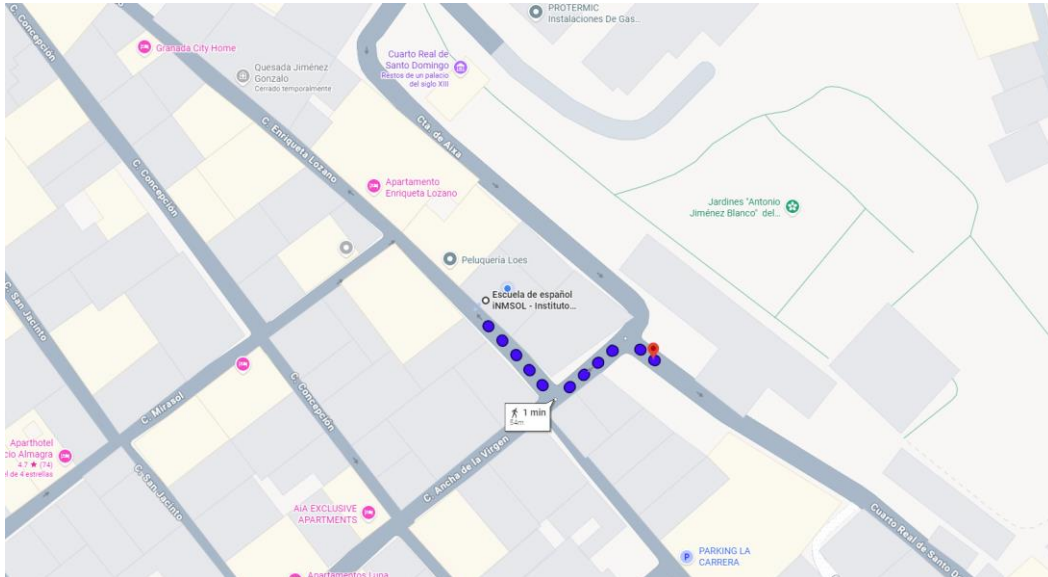 PROTERMIC
Instalaciones De Gas...
C. Concepción
Granada City Home
Cuarto Real de
Santo Domingo
Restos de un palacio
del siglo XIII
Quesada Jiménez
Gonzalo
Cerrado temporalmente
Cta. de Aixa
C. Enriqueta Lozano
C. Concepción
Apartamento
Enriqueta Lozano
Jardines "Antonio
Jiménez Blanco" del...
Peluquería Loes
Escuela de español
iNMSOL - Instituto...
C. San Jacinto
1 min
54m
C. Concepción
C. Mirasol
Aparthotel
cio Almagra
4.7 ★ (74)
el de 4 estrellas
C. Ancha de la Virgen
C. San Jacinto
AiA EXCLUSIVE
APARTMENTS
Cuarto Real de Santo D
P
PARKING LA
CARRERA
Apartamentos Luna